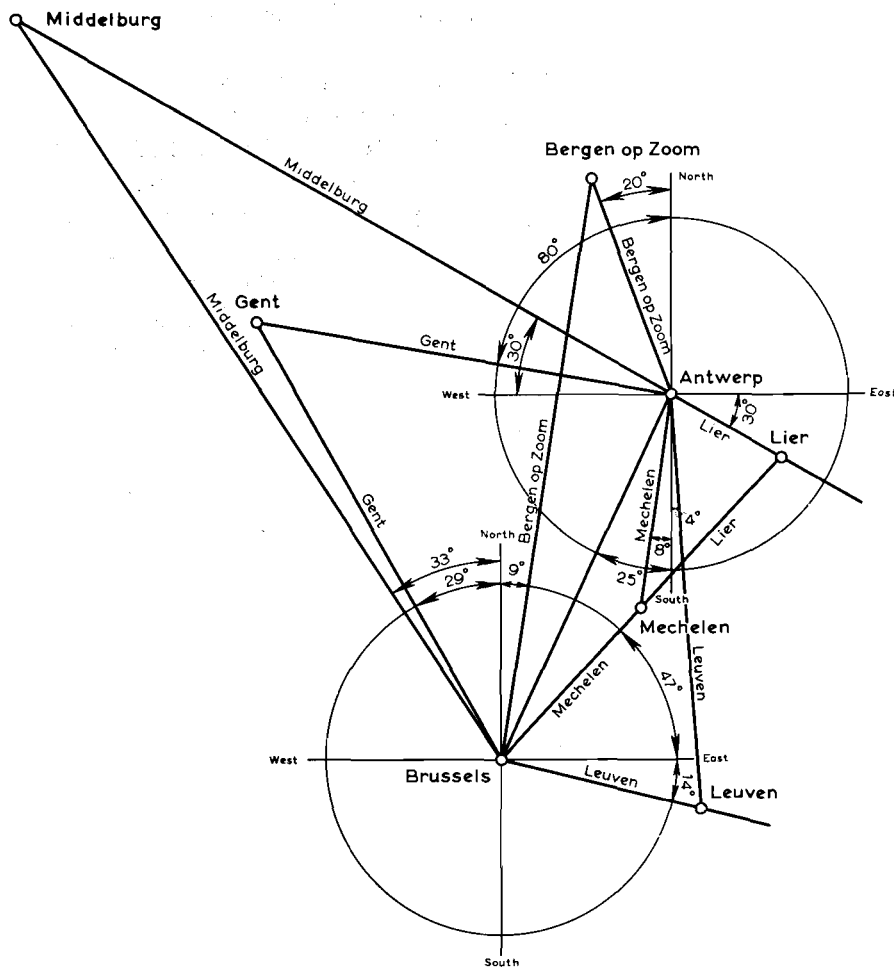 Middelburg
Bergen op Zoom
North
20°
Middelburg
80°
Bergen op Zoom
Middelburg
Gent
Gent
30°
Antwerp
West
East
30°
Lier
Lier
Bergen op Zoom
Mechelen
4°
Lier
Gent
8°
North
33°
25°
29°
9°
South
Mechelen
Leuven
Mechelen
47°
West
East
Brussels
Leuven
14°
Leuven
South